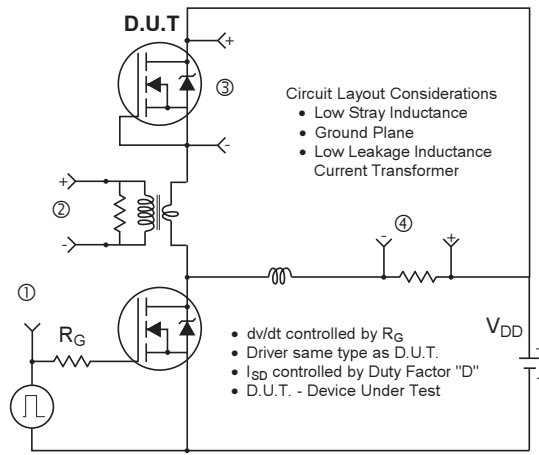 D.U.T
+
③
-
Circuit Layout Considerations
• Low Stray Inductance
• Ground Plane
• Low Leakage Inductance
Current Transformer
+
②
-
④
-
+
①
RG
• dv/dt controlled by RG
• Driver same type as D.U.T.
• ISD controlled by Duty Factor "D"
• D.U.T. - Device Under Test
VDD
+
-